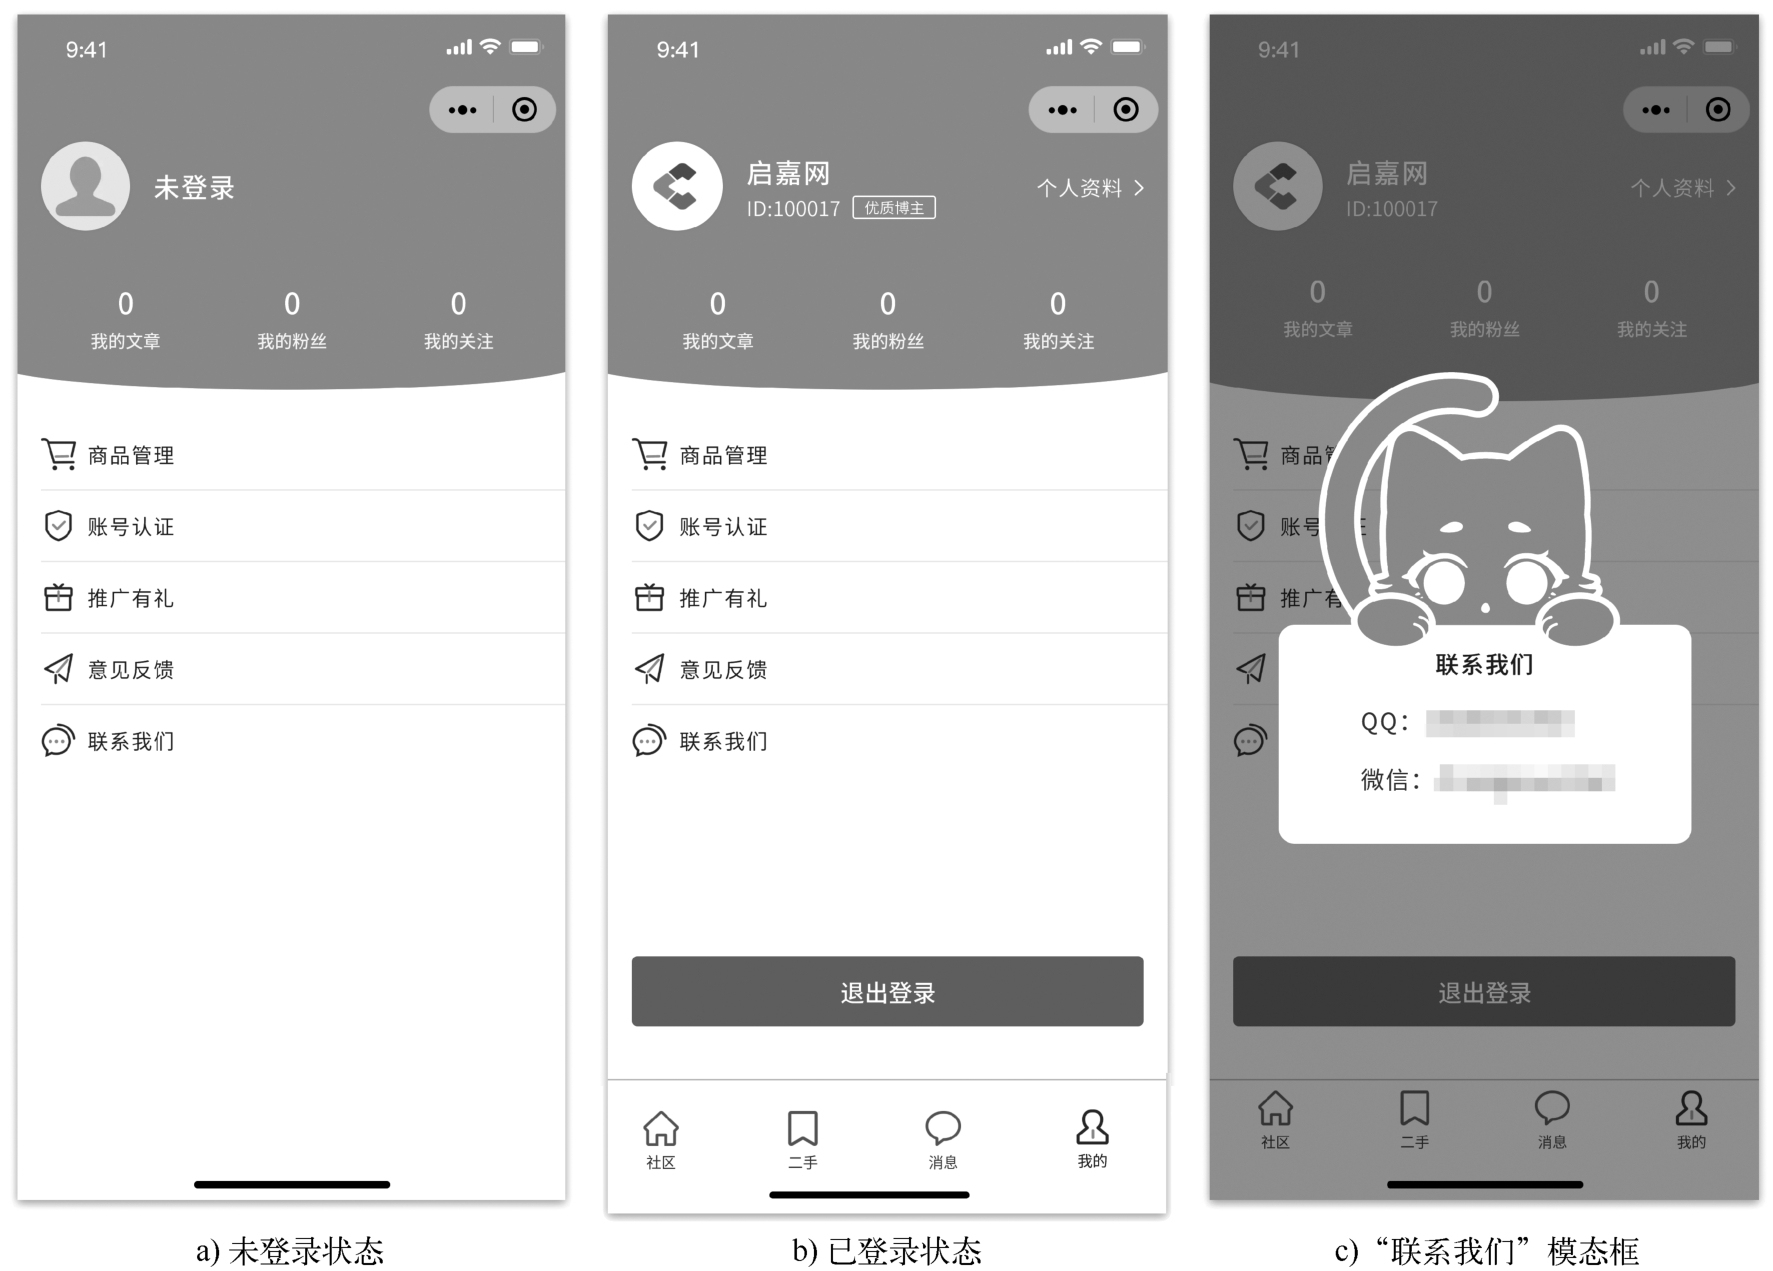 9:41
未登录
0
我的文章
0
我的粉丝
0
我的关注
商品管理
账号认证
推广有礼
意见反馈
联系我们
a) 未登录状态
9:41
启嘉网
ID:100017 优质博主
个人资料
0
我的文章
0
我的粉丝
0
我的关注
商品管理
账号认证
推广有礼
意见反馈
联系我们
退出登录
社区
二手
消息
我的
b) 已登录状态
9:41
启嘉网
ID:100017
个人资料
0
我的文章
0
我的粉丝
0
我的关注
商品
账号
推广有
联系我们
QQ：
微信：
退出登录
社区
二手
消息
我的
c)“联系我们”模态框